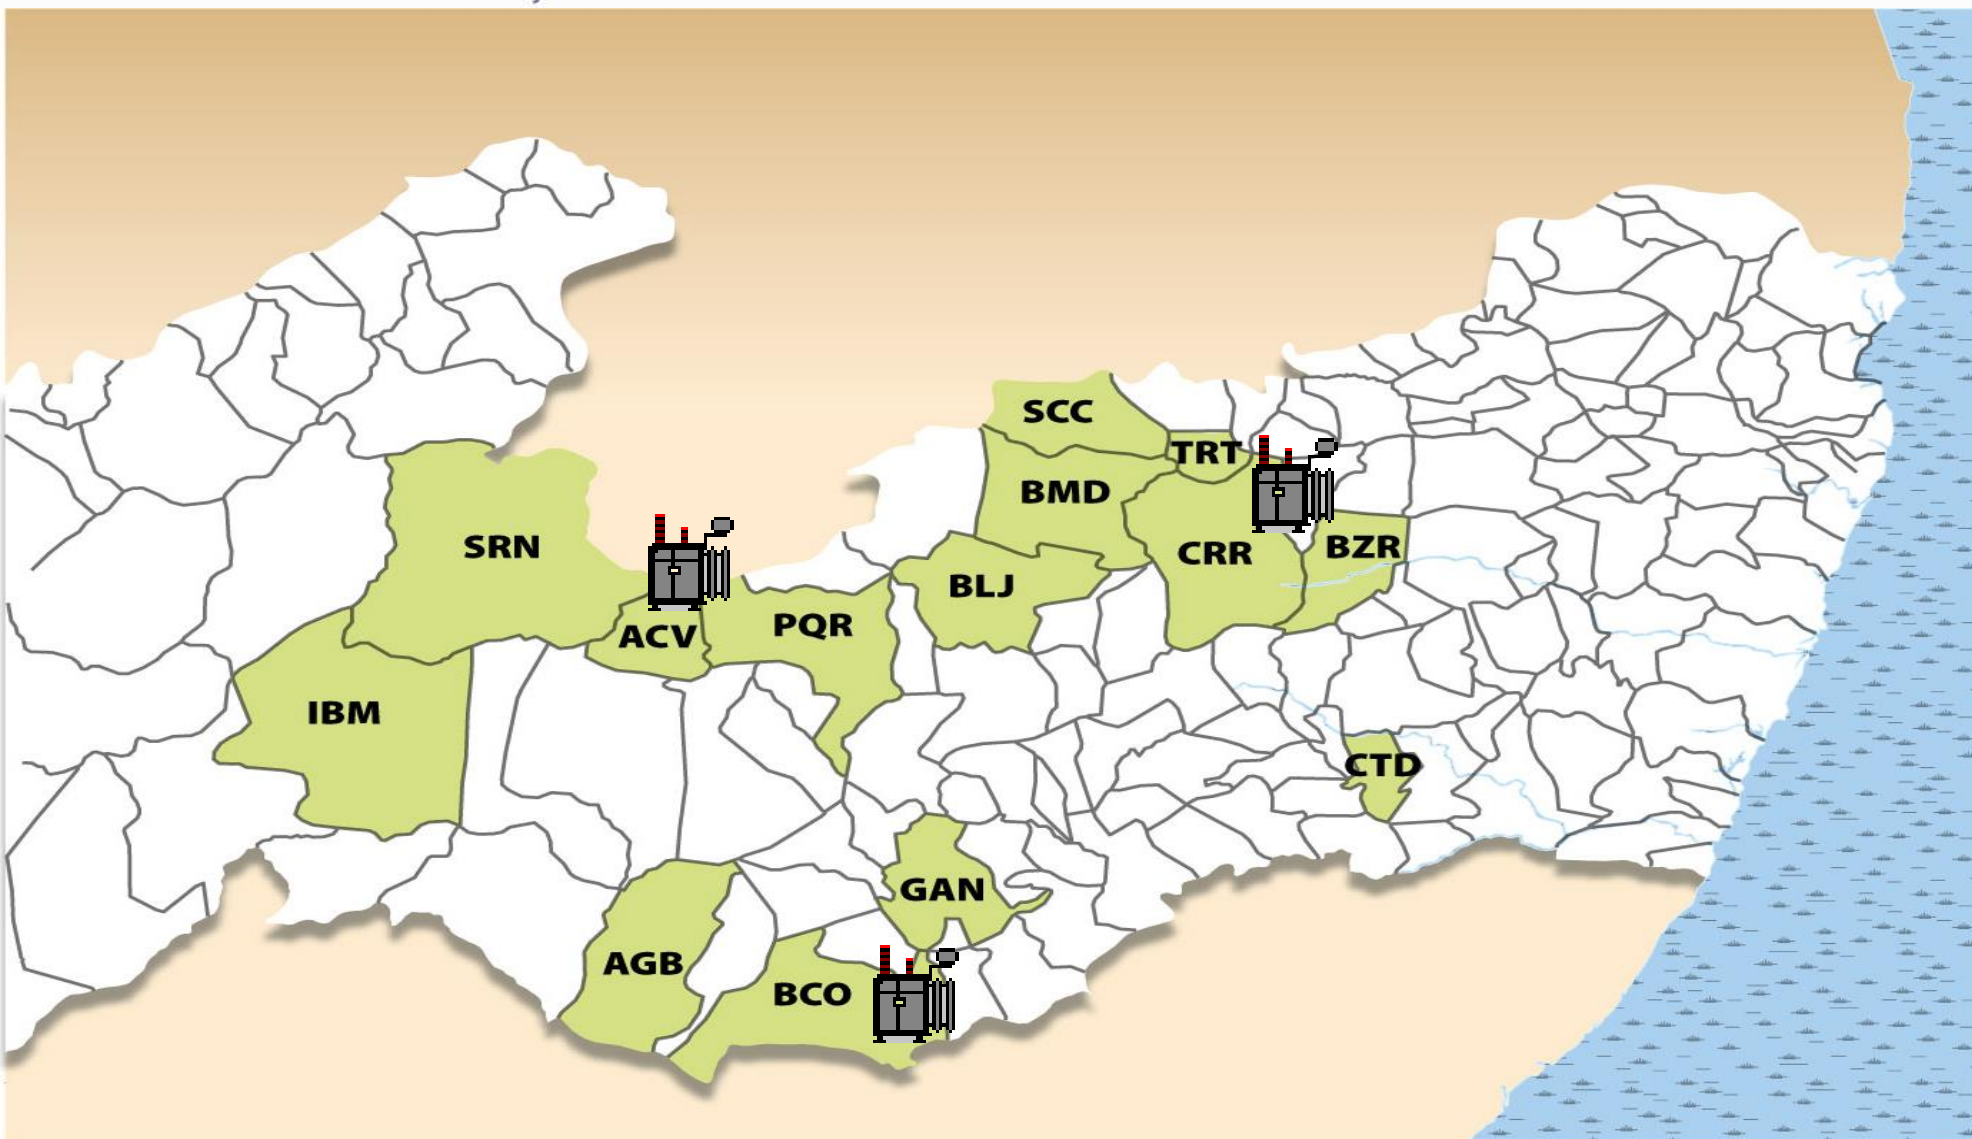 SCC
TRT
BMD
SRN
CRR
BZR
BLJ
ACV
PQR
IBM
CTD
GAN
AGB
BCO